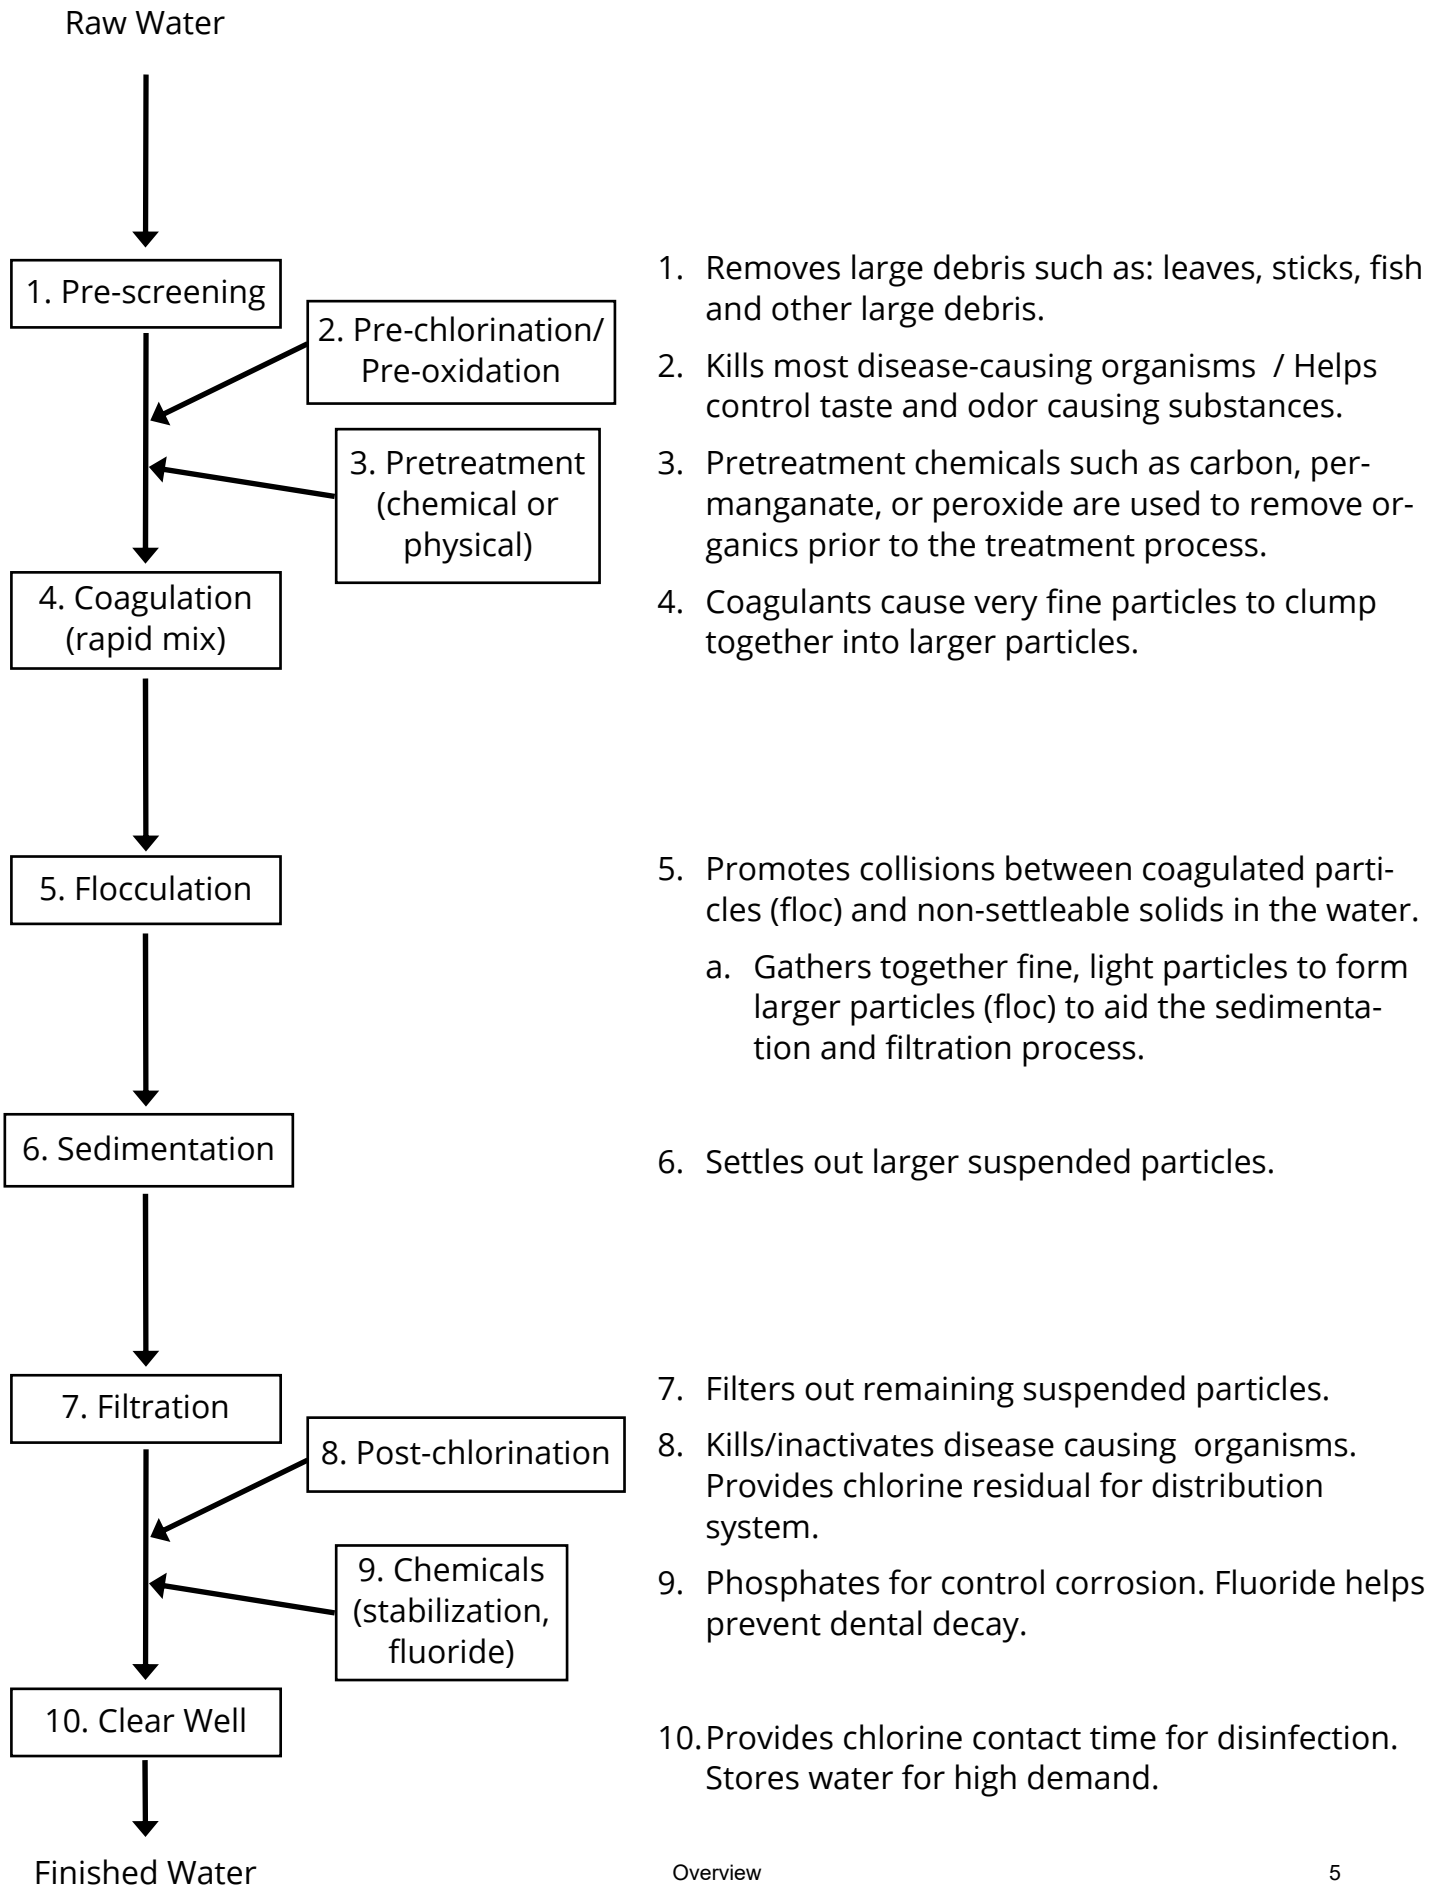 Raw Water
1. Pre-screening
2. Pre-chlorination/
Pre-oxidation
3. Pretreatment
(chemical or
physical)
4. Coagulation
(rapid mix)
5. Flocculation
6. Sedimentation
7. Filtration
8. Post-chlorination
9. Chemicals
(stabilization,
fluoride)
10. Clear Well
Finished Water
1. Removes large debris such as: leaves, sticks, fish
and other large debris.
2. Kills most disease-causing organisms / Helps
control taste and odor causing substances.
3. Pretreatment chemicals such as carbon, per-
manganate, or peroxide are used to remove or-
ganics prior to the treatment process.
4. Coagulants cause very fine particles to clump
together into larger particles.
5. Promotes collisions between coagulated parti-
cles (floc) and non-settleable solids in the water.
a. Gathers together fine, light particles to form
larger particles (floc) to aid the sedimenta-
tion and filtration process.
6. Settles out larger suspended particles.
7. Filters out remaining suspended particles.
8. Kills/inactivates disease causing organisms.
Provides chlorine residual for distribution
system.
9. Phosphates for control corrosion. Fluoride helps
prevent dental decay.
10. Provides chlorine contact time for disinfection.
Stores water for high demand.
Overview 5